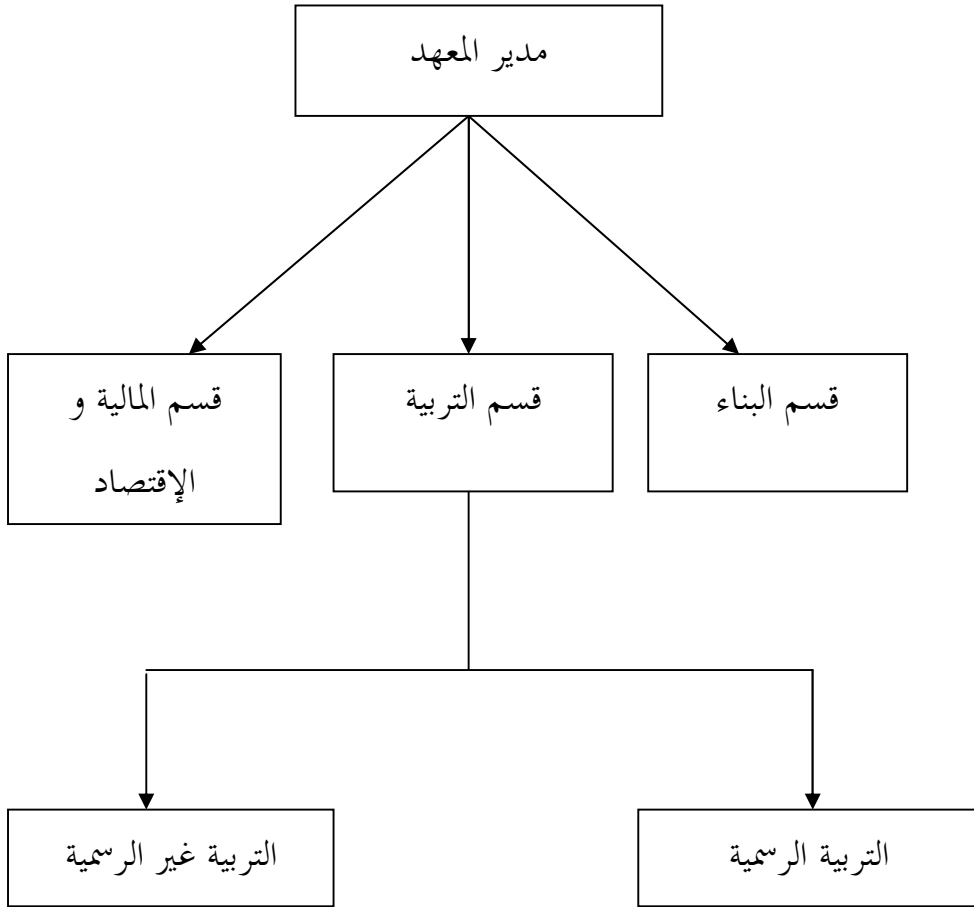 مدير المعهد
قسم البناء
قسم التربية
قسم المالية و
الإقتصاد
التربية الرسمية
التربية غير الرسمية